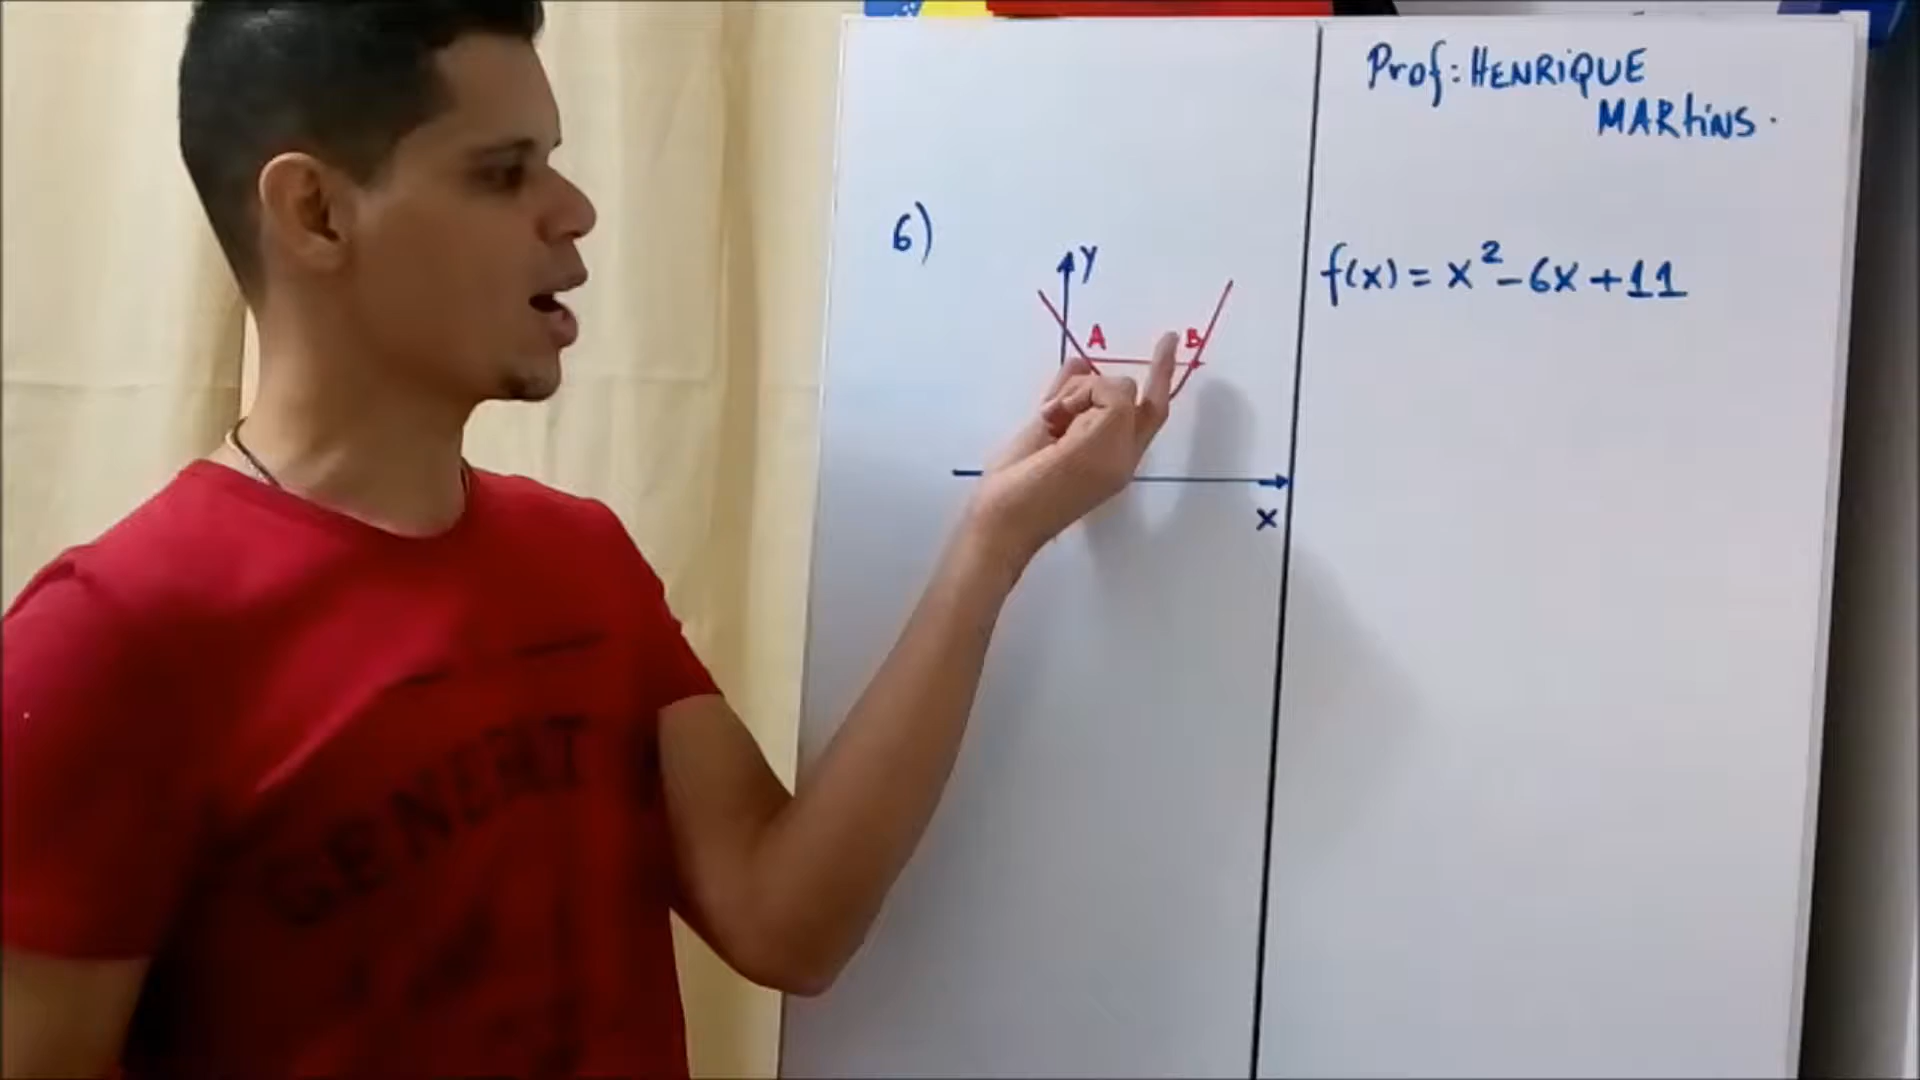 Prof: HENRIQUE
MARtiNS.
6)
y
f(x) = x² - 6x + 11
A
B
x